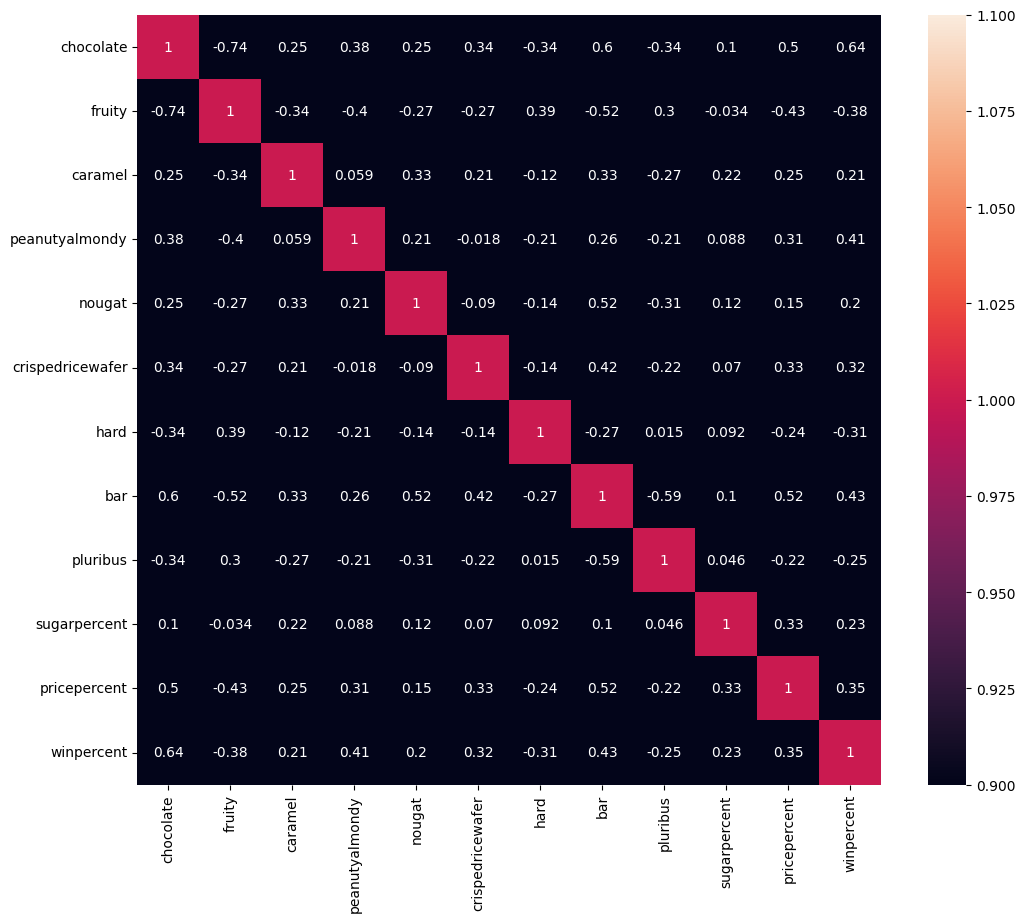 chocolate 1 -0.74 0.25 0.38 0.25 0.34 -0.34 0.6 -0.34 0.1 0.5 0.64
fruity -0.74 1 -0.34 -0.4 -0.27 -0.27 0.39 -0.52 0.3 -0.034 -0.43 -0.38
caramel 0.25 -0.34 1 0.059 0.33 0.21 -0.12 0.33 -0.27 0.22 0.25 0.21
peanutyalmondy 0.38 -0.4 0.059 1 0.21 -0.018 -0.21 0.26 -0.21 0.088 0.31 0.41
nougat 0.25 -0.27 0.33 0.21 1 -0.09 -0.14 0.52 -0.31 0.12 0.15 0.2
crispedricewafer 0.34 -0.27 0.21 -0.018 -0.09 1 -0.14 0.42 -0.22 0.07 0.33 0.32
hard -0.34 0.39 -0.12 -0.21 -0.14 -0.14 1 -0.27 0.015 0.092 -0.24 -0.31
bar 0.6 -0.52 0.33 0.26 0.52 0.42 -0.27 1 -0.59 0.1 0.52 0.43
pluribus -0.34 0.3 -0.27 -0.21 -0.31 -0.22 0.015 -0.59 1 0.046 -0.22 -0.25
sugarpercent 0.1 -0.034 0.22 0.088 0.12 0.07 0.092 0.1 0.046 1 0.33 0.23
pricepercent 0.5 -0.43 0.25 0.31 0.15 0.33 -0.24 0.52 -0.22 0.33 1 0.35
winpercent 0.64 -0.38 0.21 0.41 0.2 0.32 -0.31 0.43 -0.25 0.23 0.35 1
chocolate fruity caramel peanutyalmondy nougat crispedricewafer hard bar pluribus sugarpercent pricepercent winpercent
1.100
1.075
1.050
1.025
1.000
0.975
0.950
0.925
0.900